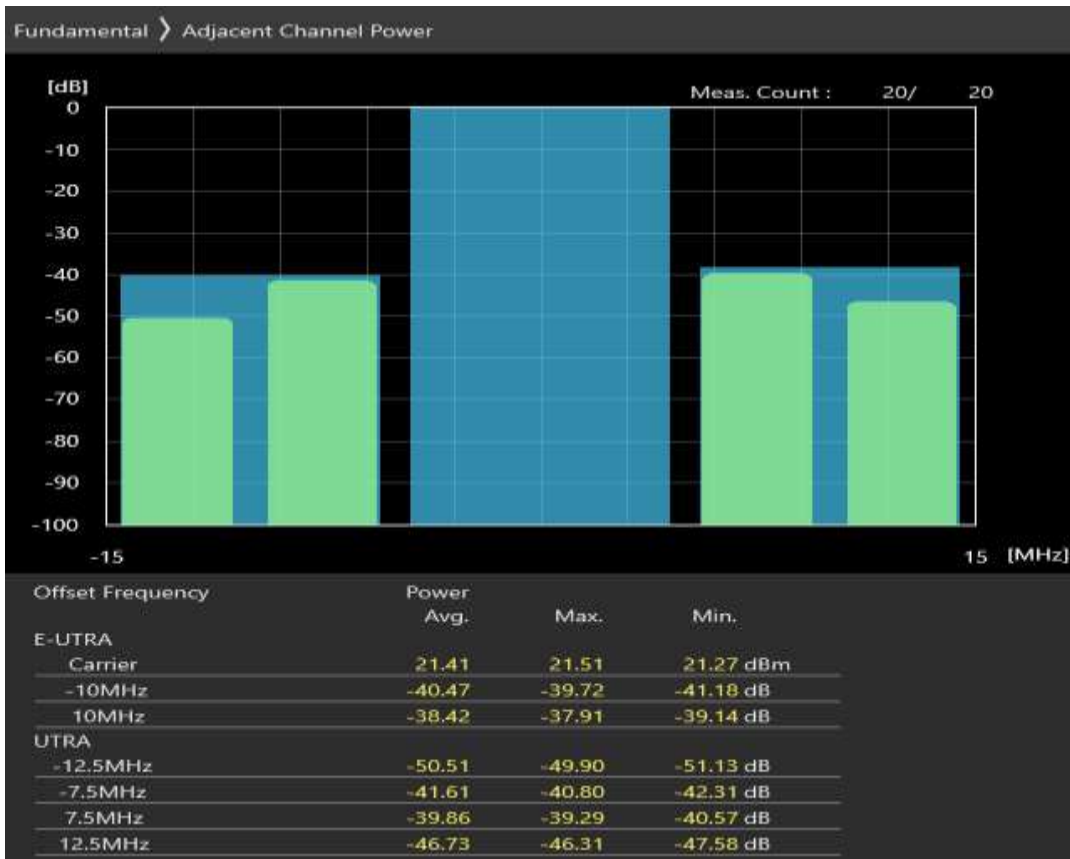 Fundamental 〉 Adjacent Channel Power
[dB]
Meas. Count : 20/ 20
0
-10
-20
-30
-40
-50
-60
-70
-80
-90
-100
-15 15 [MHz]
Offset Frequency Power
Avg. Max. Min.
E-UTRA
Carrier 21.41 21.51 21.27 dBm
-10MHz -40.47 -39.72 -41.18 dB
10MHz -38.42 -37.91 -39.14 dB
UTRA
-12.5MHz -50.51 -49.90 -51.13 dB
-7.5MHz -41.61 -40.80 -42.31 dB
7.5MHz -39.86 -39.29 -40.57 dB
12.5MHz -46.73 -46.31 -47.58 dB